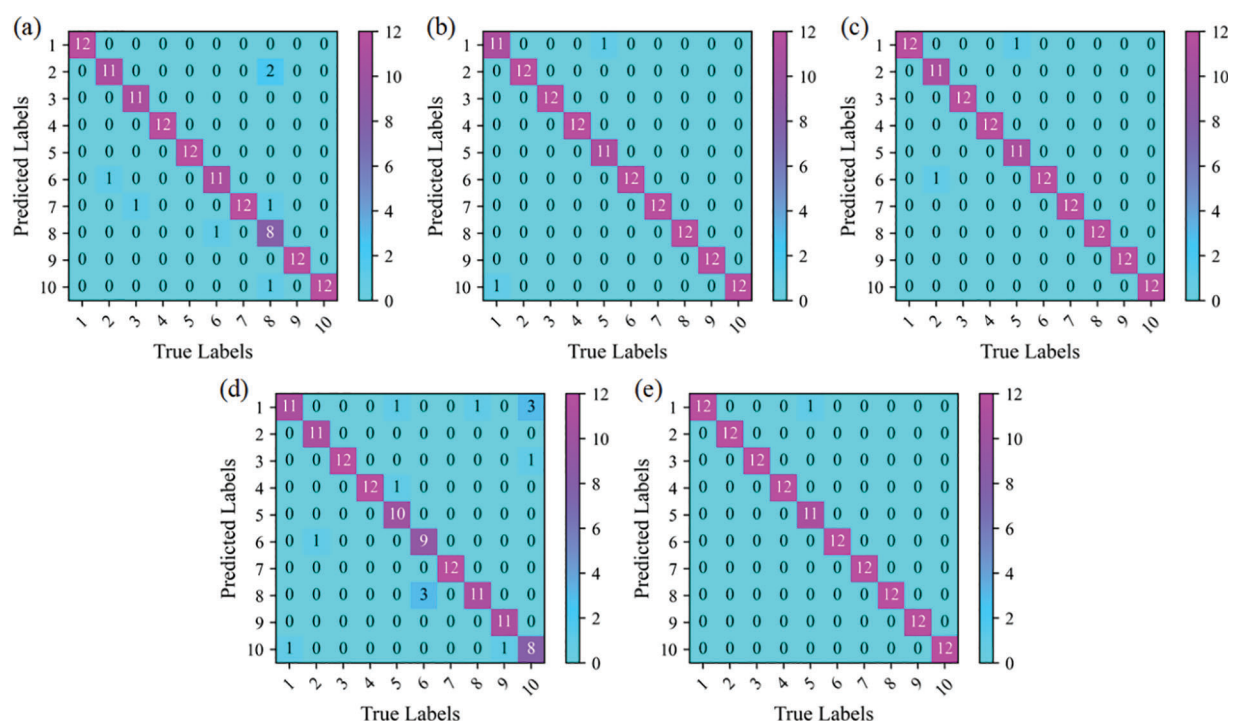 (a)
Predicted Labels
1 12 0 0 0 0 0 0 0 0 0
2 0 11 0 0 0 0 0 2 0 0
3 0 0 11 0 0 0 0 0 0 0
4 0 0 0 12 0 0 0 0 0 0
5 0 0 0 0 12 0 0 0 0 0
6 0 1 0 0 0 11 0 0 0 0
7 0 0 1 0 0 0 12 1 0 0
8 0 0 0 0 0 1 0 8 0 0
9 0 0 0 0 0 0 0 0 12 0
10 0 0 0 0 0 0 0 1 0 12
1 2 3 4 5 6 7 8 9 10
True Labels
12
10
8
6
4
2
0
(b)
Predicted Labels
1 11 0 0 0 1 0 0 0 0 0
2 0 12 0 0 0 0 0 0 0 0
3 0 0 12 0 0 0 0 0 0 0
4 0 0 0 12 0 0 0 0 0 0
5 0 0 0 0 11 0 0 0 0 0
6 0 0 0 0 0 12 0 0 0 0
7 0 0 0 0 0 0 12 0 0 0
8 0 0 0 0 0 0 0 12 0 0
9 0 0 0 0 0 0 0 0 12 0
10 1 0 0 0 0 0 0 0 0 12
1 2 3 4 5 6 7 8 9 10
True Labels
12
10
8
6
4
2
0
(c)
Predicted Labels
1 12 0 0 0 1 0 0 0 0 0
2 0 11 0 0 0 0 0 0 0 0
3 0 0 12 0 0 0 0 0 0 0
4 0 0 0 12 0 0 0 0 0 0
5 0 0 0 0 11 0 0 0 0 0
6 0 1 0 0 0 12 0 0 0 0
7 0 0 0 0 0 0 12 0 0 0
8 0 0 0 0 0 0 0 12 0 0
9 0 0 0 0 0 0 0 0 12 0
10 0 0 0 0 0 0 0 0 0 12
1 2 3 4 5 6 7 8 9 10
True Labels
12
10
8
6
4
2
0
(d)
Predicted Labels
1 11 0 0 0 1 0 0 1 0 3
2 0 11 0 0 0 0 0 0 0 0
3 0 0 12 0 0 0 0 0 0 1
4 0 0 0 12 1 0 0 0 0 0
5 0 0 0 0 10 0 0 0 0 0
6 0 1 0 0 0 9 0 0 0 0
7 0 0 0 0 0 0 12 0 0 0
8 0 0 0 0 0 3 0 11 0 0
9 0 0 0 0 0 0 0 0 11 0
10 1 0 0 0 0 0 0 0 1 8
1 2 3 4 5 6 7 8 9 10
True Labels
12
10
8
6
4
2
0
(e)
Predicted Labels
1 12 0 0 0 1 0 0 0 0 0
2 0 12 0 0 0 0 0 0 0 0
3 0 0 12 0 0 0 0 0 0 0
4 0 0 0 12 0 0 0 0 0 0
5 0 0 0 0 11 0 0 0 0 0
6 0 0 0 0 0 12 0 0 0 0
7 0 0 0 0 0 0 12 0 0 0
8 0 0 0 0 0 0 0 12 0 0
9 0 0 0 0 0 0 0 0 12 0
10 0 0 0 0 0 0 0 0 0 12
1 2 3 4 5 6 7 8 9 10
True Labels
12
10
8
6
4
2
0